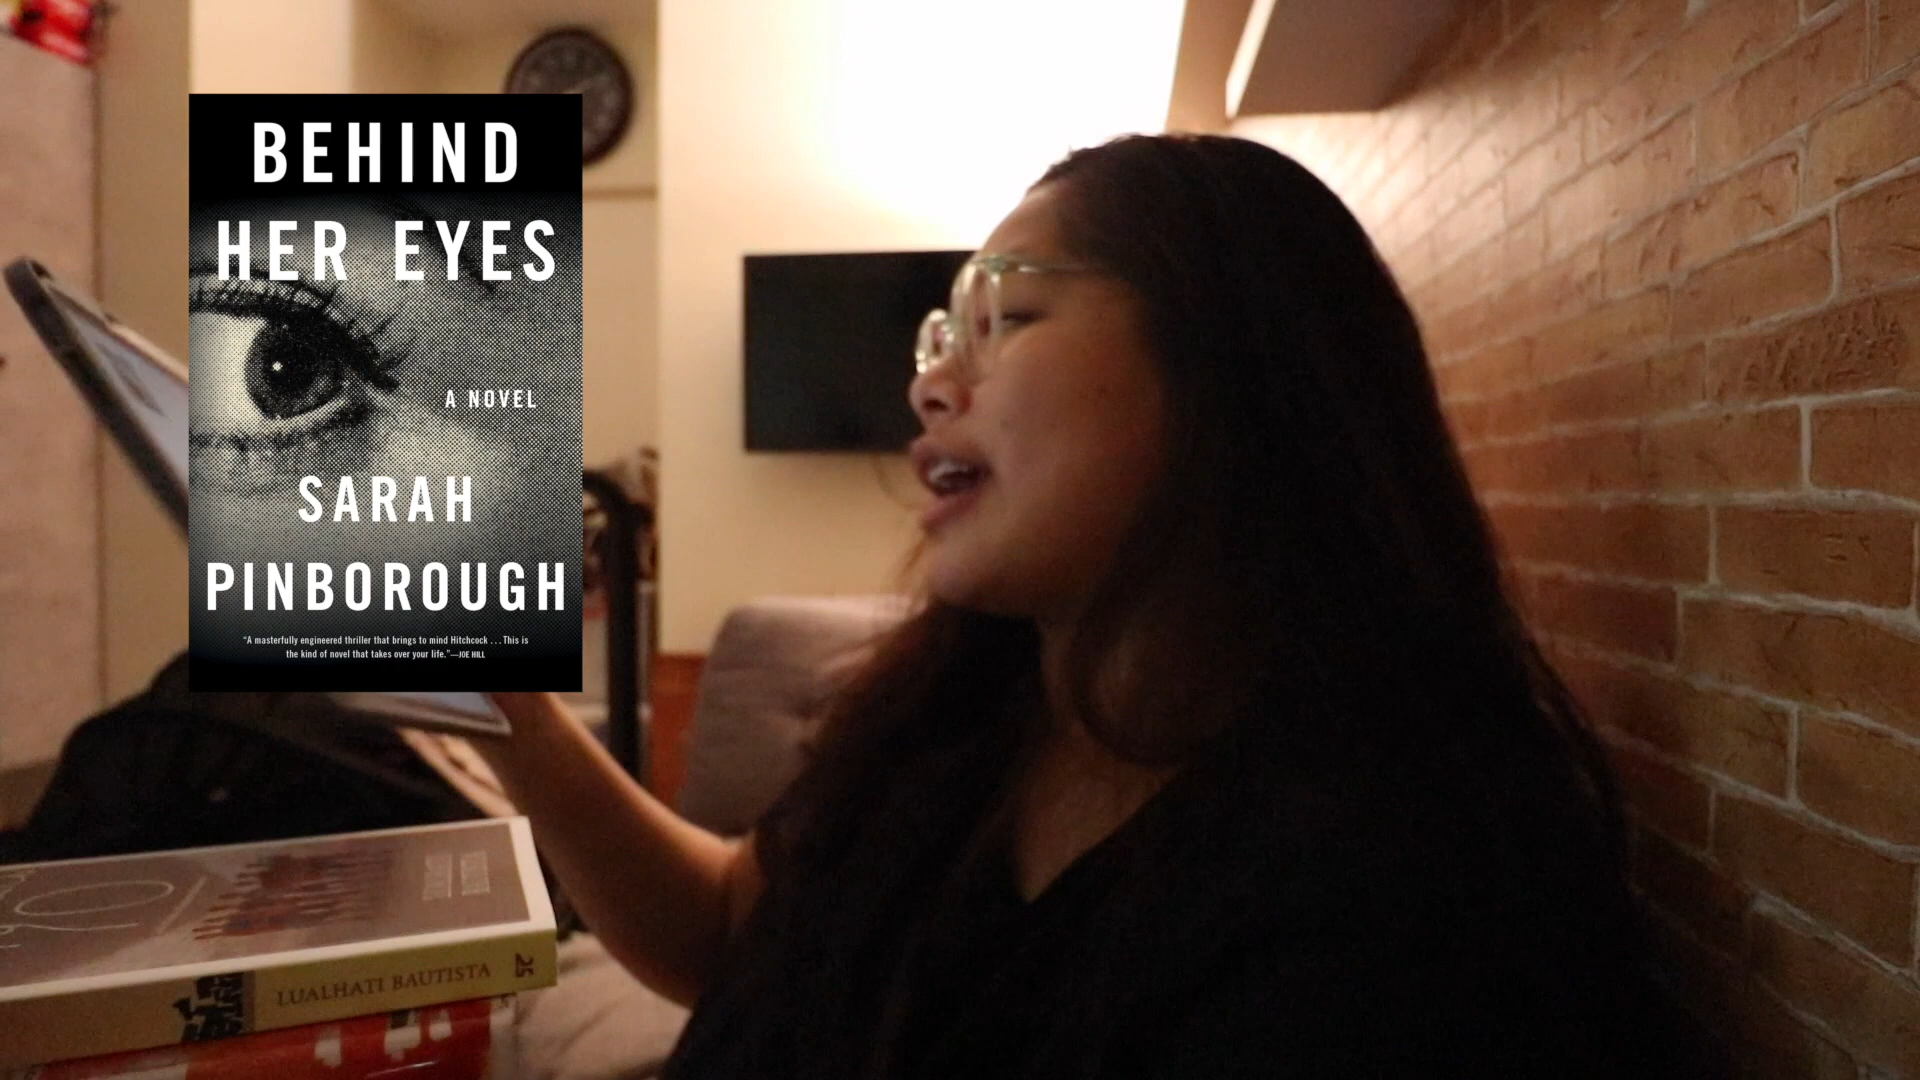 BEHIND
HER EYES
A NOVEL
SARAH
PINBOROUGH
“A masterfully engineered thriller that brings to mind Hitchcock . . . This is
the kind of novel that takes over your life.”—JOE HILL
LUALHATI BAUTISTA